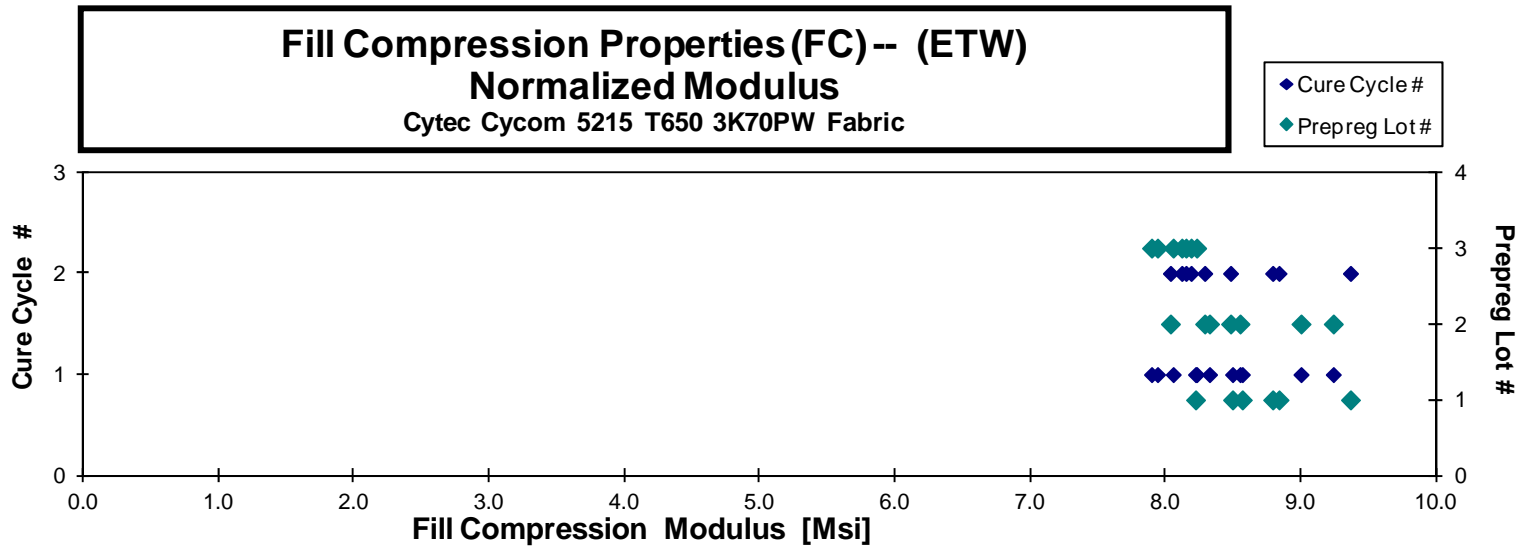 Fill Compression Properties (FC) -- (ETW)
Normalized Modulus
Cytec Cycom 5215 T650 3K70PW Fabric
Cure Cycle #
Prepreg Lot #
3
2
1
0
Cure Cycle #
4
3
2
1
0
Prepreg Lot #
0.0 1.0 2.0 3.0 4.0 5.0 6.0 7.0 8.0 9.0 10.0
Fill Compression Modulus [Msi]